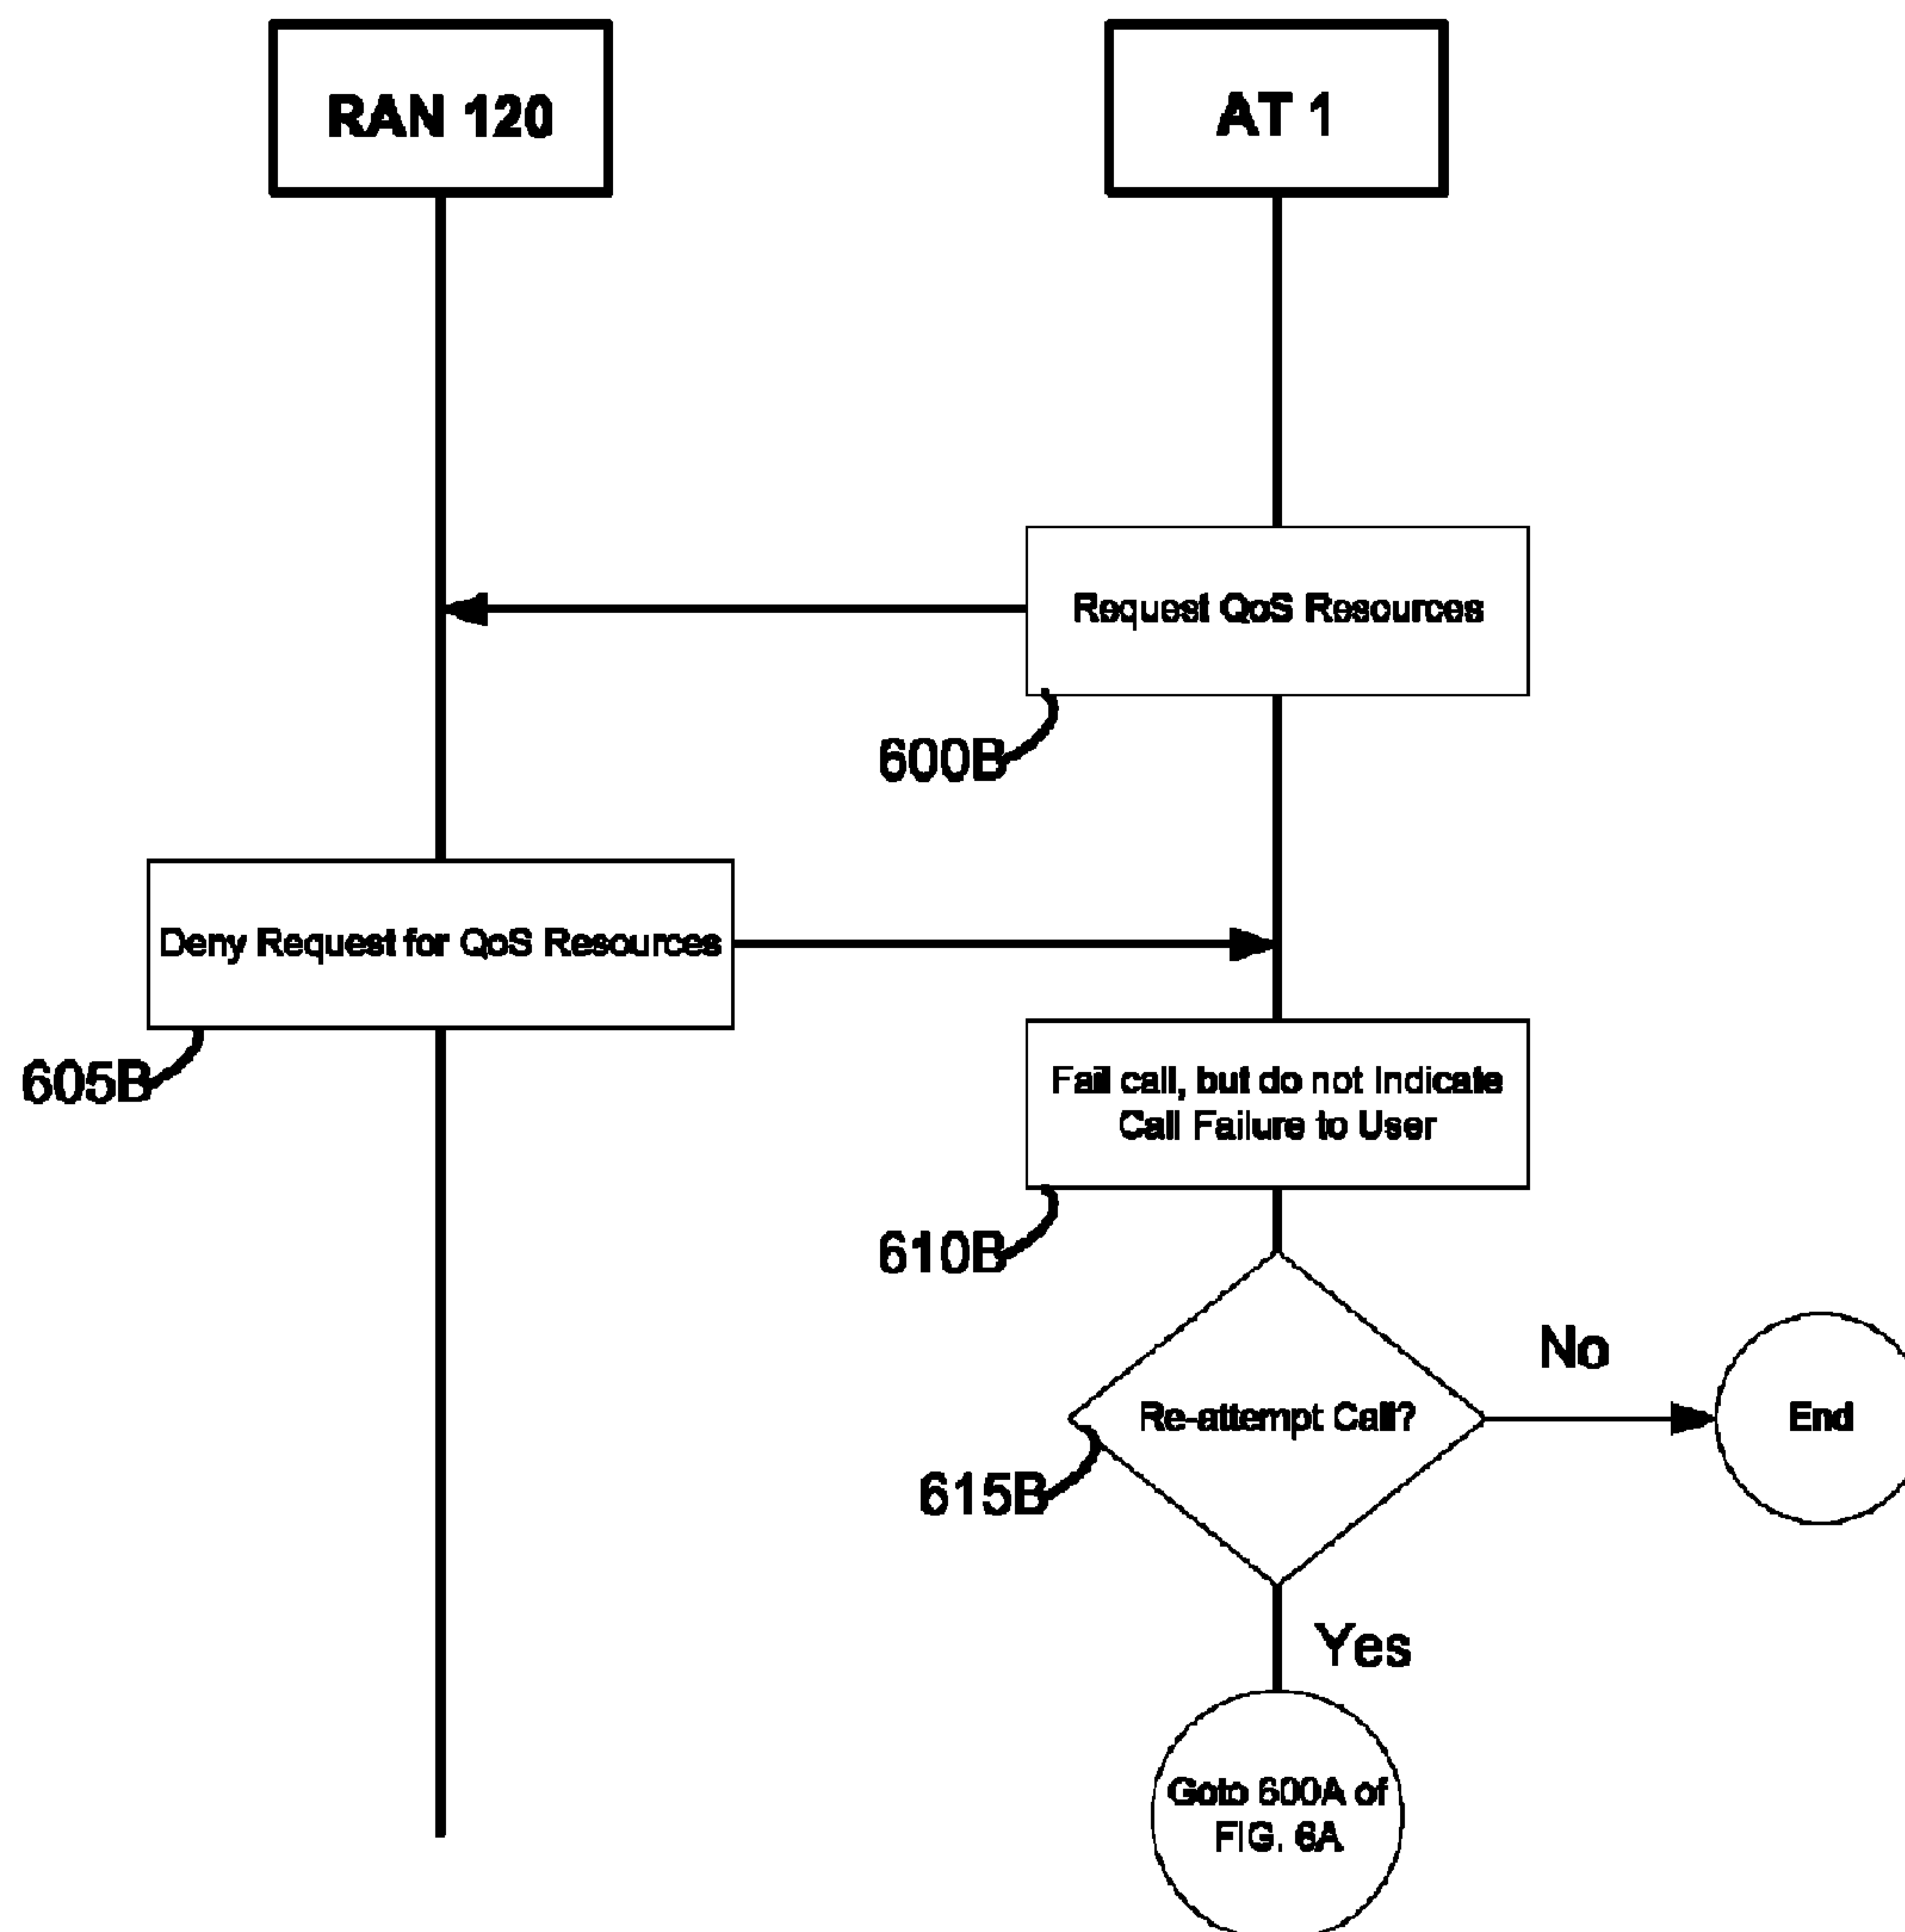 RAN 120
AT 1
Request QoS Resources
600B
Deny Request for QoS Resources
605B
Fail call, but do not Indicate
Call Failure to User
610B
No
Re-attempt Call?
End
615B
Yes
Goto 600A of
FIG. 6A